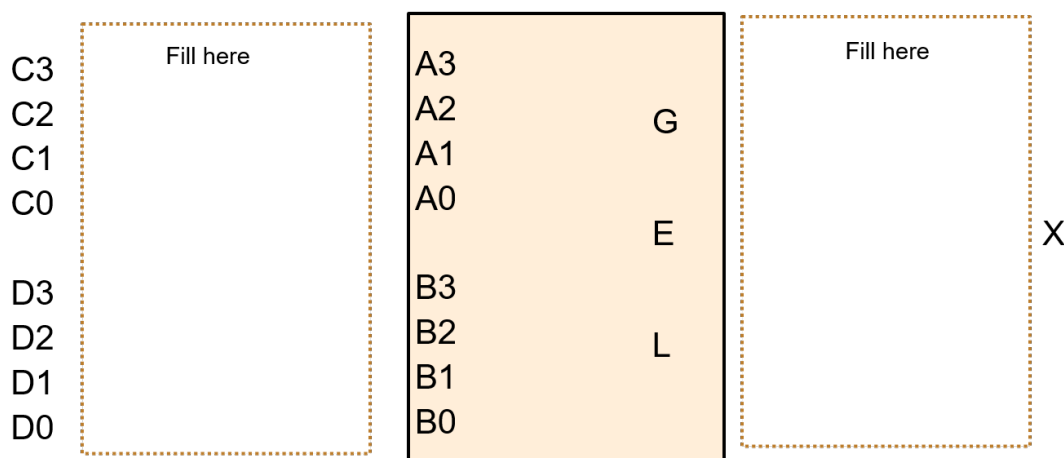 Fill here
Fill here
C3
A3
C2
A2
G
C1
A1
C0
A0
E
X
D3
B3
D2
B2
L
D1
B1
D0
B0